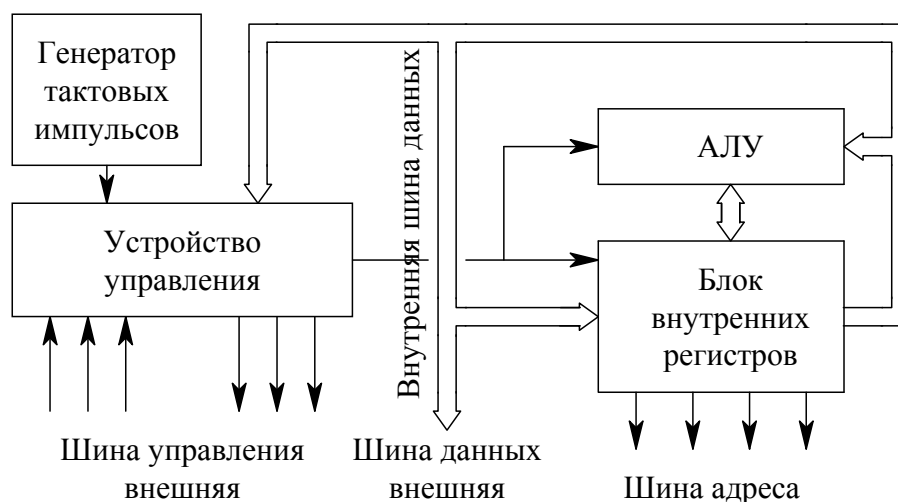 Генератор
тактовых
импульсов
Внутренняя шина данных
АЛУ
Устройство
управления
Блок
внутренних
регистров
Шина управления
внешняя
Шина данных
внешняя
Шина адреса